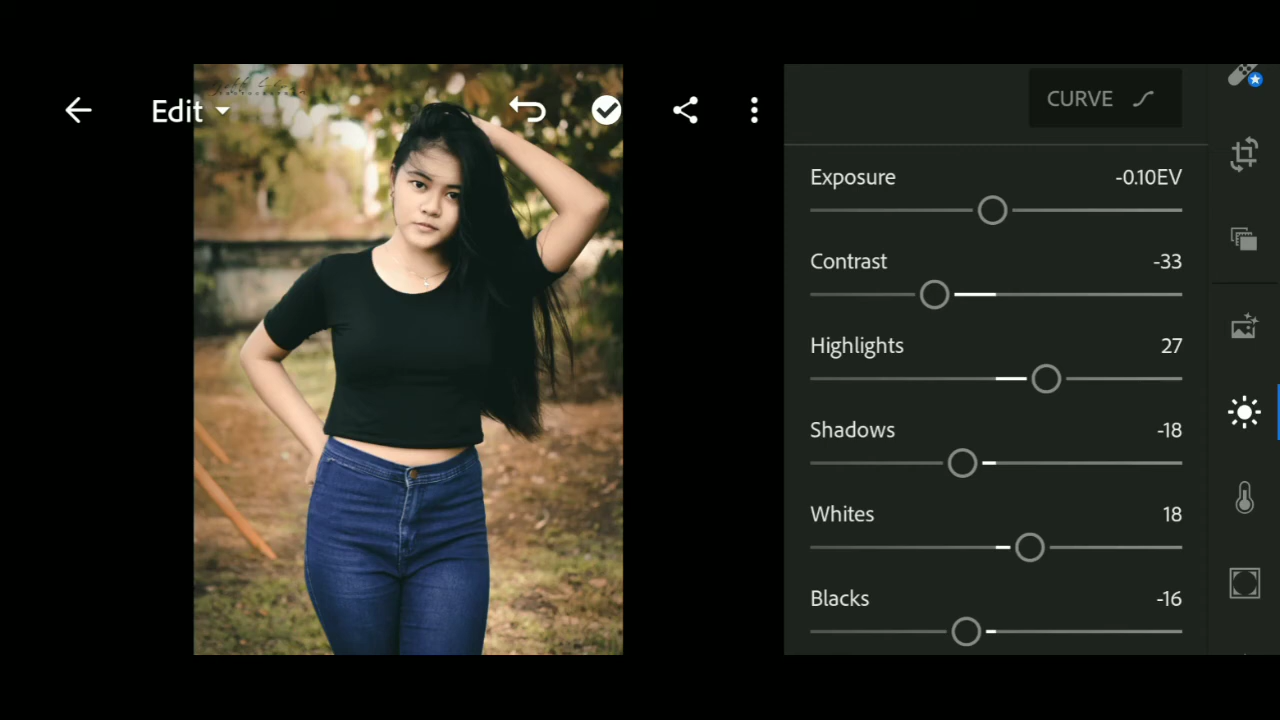 Edit
CURVE
Exposure -0.10EV
Contrast -33
Highlights 27
Shadows -18
Whites 18
Blacks -16